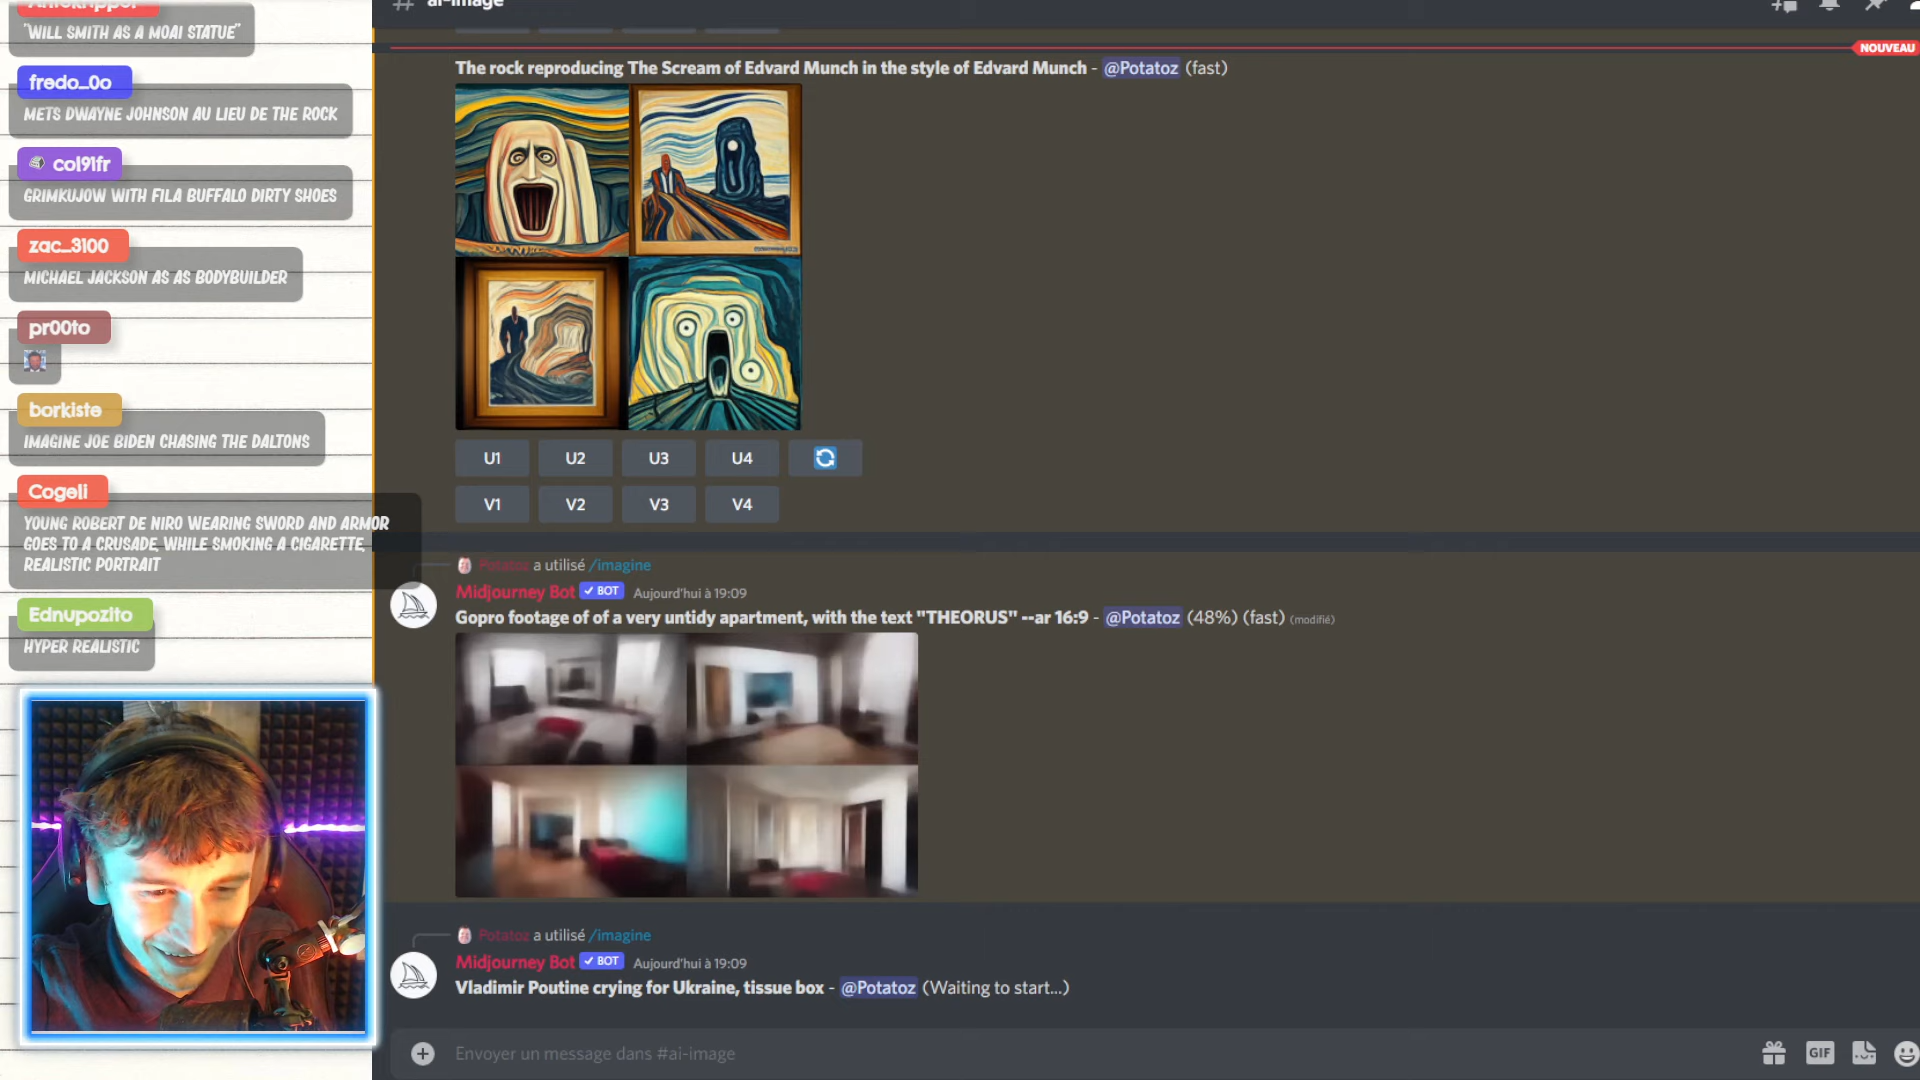 "WILL SMITH AS A MOAI STATUE"
fredo_0o
METS DWAYNE JOHNSON AU LIEU DE THE ROCK
col91fr
GRIMKUJOW WITH FILA BUFFALO DIRTY SHOES
zac_3100
MICHAEL JACKSON AS AS BODYBUILDER
pr00to
borkiste
IMAGINE JOE BIDEN CHASING THE DALTONS
Cogeli
YOUNG ROBERT DE NIRO WEARING SWORD AND ARMOR
GOES TO A CRUSADE, WHILE SMOKING A CIGARETTE,
REALISTIC PORTRAIT
Ednupozito
HYPER REALISTIC
# ai-image
NOUVEAU
The rock reproducing The Scream of Edvard Munch in the style of Edvard Munch - @Potatoz (fast)
U1 U2 U3 U4
V1 V2 V3 V4
Potatoz a utilisé /imagine
Midjourney Bot ✓ BOT Aujourd'hui à 19:09
Gopro footage of of a very untidy apartment, with the text "THEORUS" --ar 16:9 - @Potatoz (48%) (fast) (modifié)
Potatoz a utilisé /imagine
Midjourney Bot ✓ BOT Aujourd'hui à 19:09
Vladimir Poutine crying for Ukraine, tissue box - @Potatoz (Waiting to start...)
Envoyer un message dans #ai-image
GIF